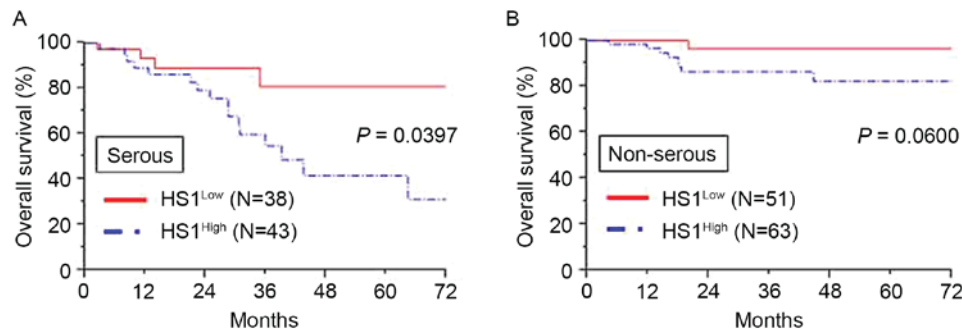 A
Overall survival (%)
100
80
60
40
20
0
P = 0.0397
Serous
HS1Low (N=38)
HS1High (N=43)
0 12 24 36 48 60 72
Months
B
Overall survival (%)
100
80
60
40
20
0
P = 0.0600
Non-serous
HS1Low (N=51)
HS1High (N=63)
0 12 24 36 48 60 72
Months